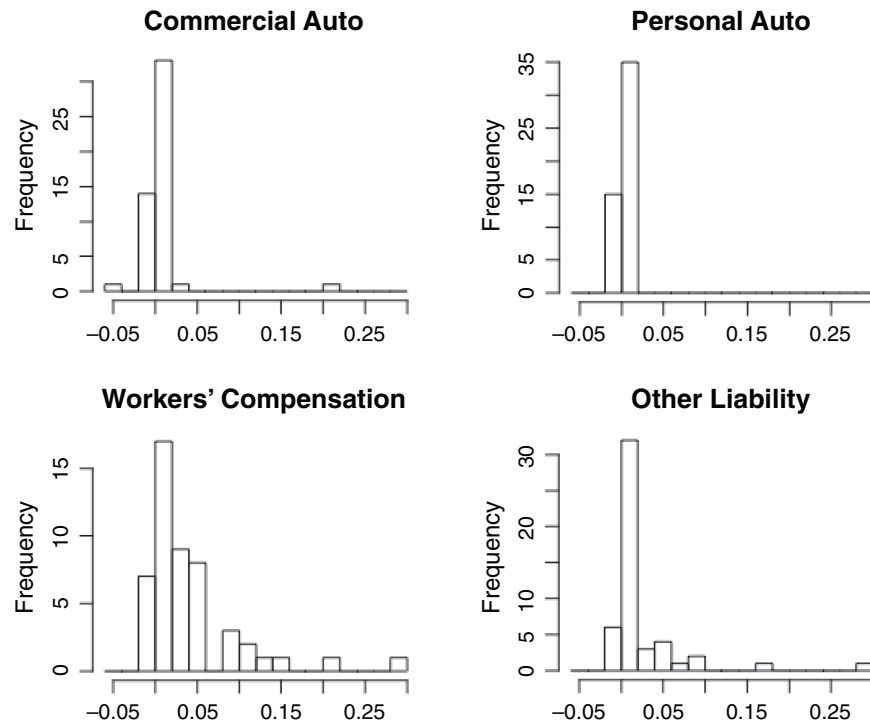 Commercial Auto
Frequency
0 5 15 25
–0.05 0.05 0.15 0.25
Personal Auto
Frequency
0 5 15 25 35
–0.05 0.05 0.15 0.25
Workers’ Compensation
Frequency
0 5 10 15
–0.05 0.05 0.15 0.25
Other Liability
Frequency
0 5 10 20 30
–0.05 0.05 0.15 0.25